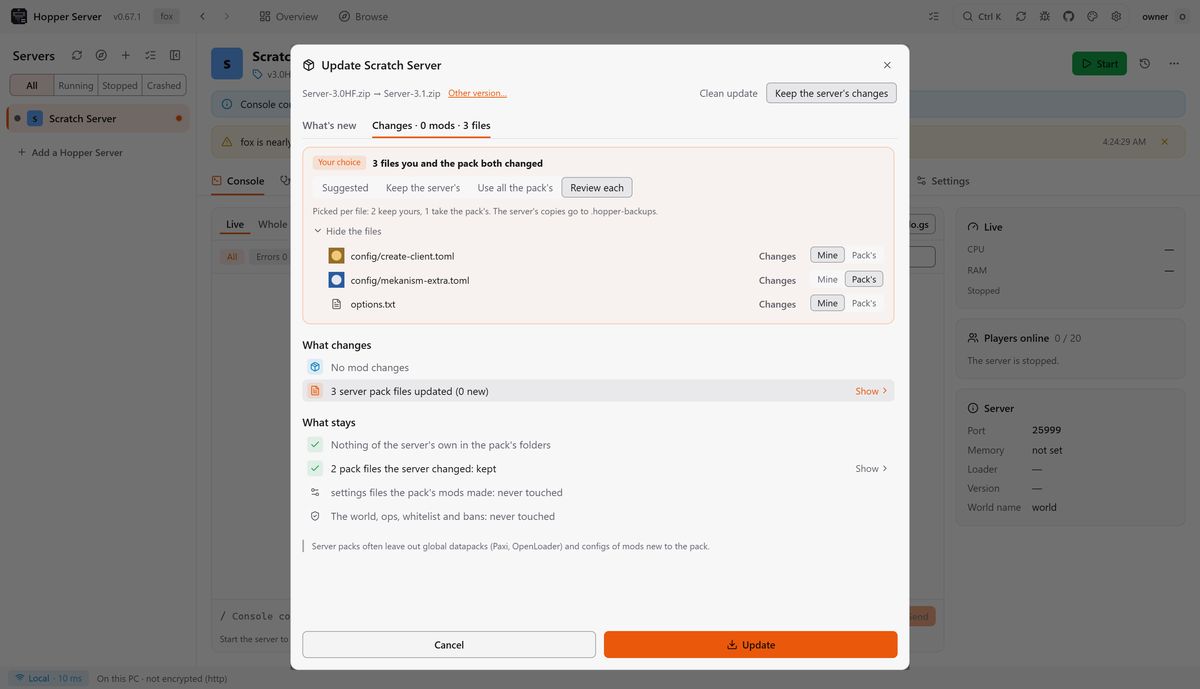 Hopper Server v0.67.1 fox Overview Browse Ctrl K owner O
Servers
All Running Stopped Crashed
S Scratch Server
+ Add a Hopper Server
S
v3.0H
Start
Console
fox is nearly
4:24:29 AM
Console
Settings
Live Whole
All Errors 0
Start the server to
Update Scratch Server
Server-3.0HF.zip → Server-3.1.zip Other version... Clean update Keep the server's changes
What's new Changes · 0 mods · 3 files
Your choice 3 files you and the pack both changed
Suggested Keep the server's Use all the pack's Review each
Picked per file: 2 keep yours, 1 take the pack's. The server's copies go to .hopper-backups.
Hide the files
config/create-client.toml Changes Mine Pack's
config/mekanism-extra.toml Changes Mine Pack's
options.txt Changes Mine Pack's
What changes
No mod changes
3 server pack files updated (0 new) Show
What stays
Nothing of the server's own in the pack's folders
2 pack files the server changed: kept Show
settings files the pack's mods made: never touched
The world, ops, whitelist and bans: never touched
Server packs often leave out global datapacks (Paxi, OpenLoader) and configs of mods new to the pack.
Cancel Update
Live
CPU —
RAM —
Stopped
Players online 0 / 20
The server is stopped.
Server
Port 25999
Memory not set
Loader —
Version —
World name world
Local · 10 ms On this PC · not encrypted (http)